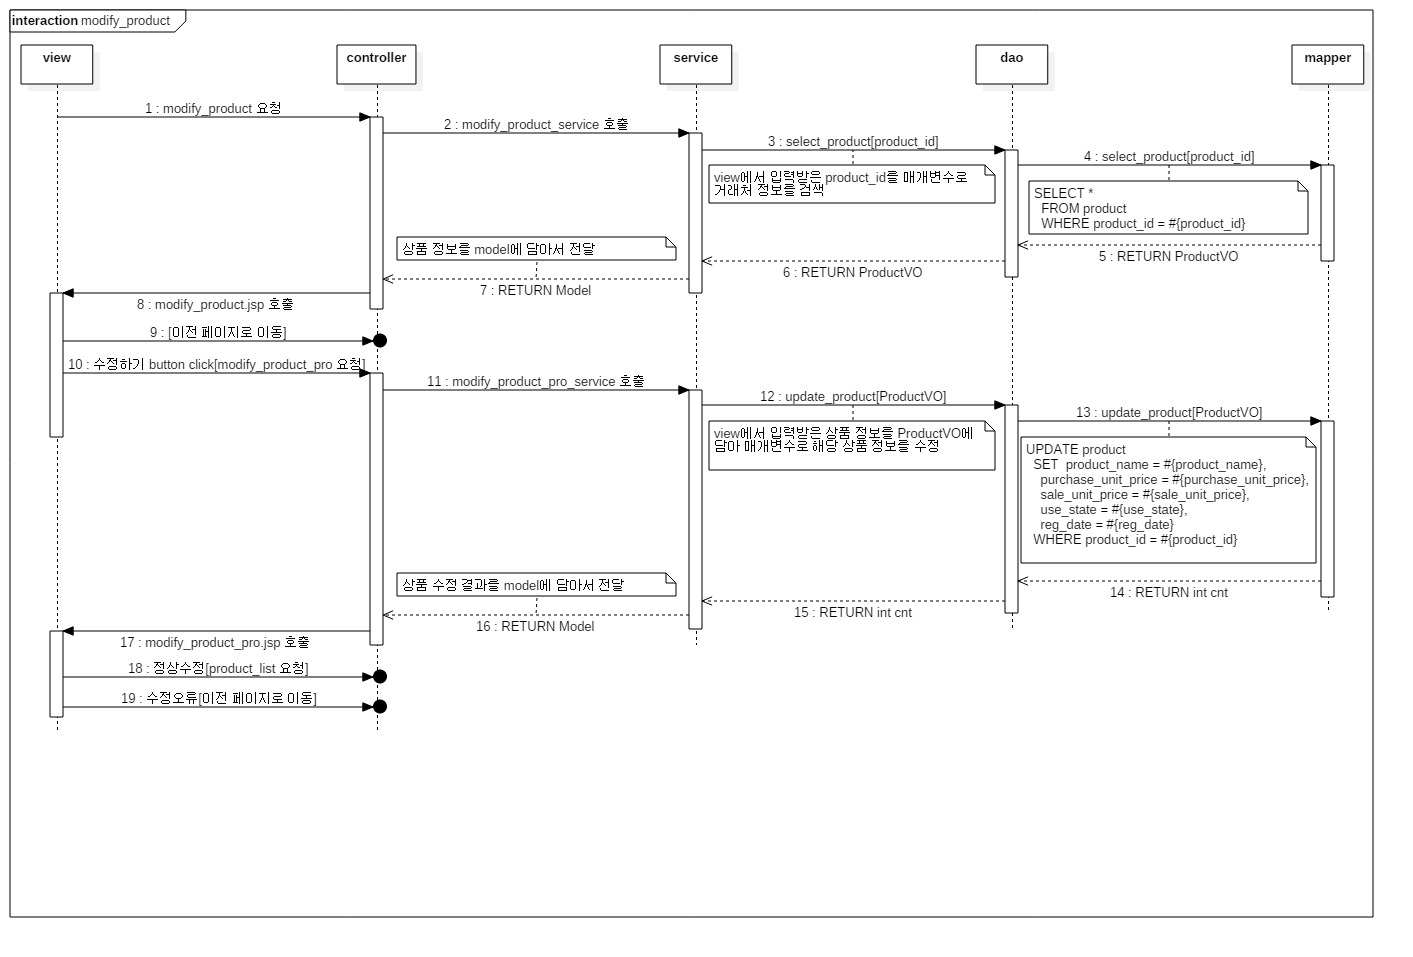 interaction modify_product
view
controller
service
dao
mapper
1 : modify_product 요청
2 : modify_product_service 호출
3 : select_product[product_id]
4 : select_product[product_id]
view에서 입력받은 product_id를 매개변수로
거래처 정보를 검색
SELECT *
FROM product
WHERE product_id = #{product_id}
상품 정보를 model에 담아서 전달
5 : RETURN ProductVO
6 : RETURN ProductVO
7 : RETURN Model
8 : modify_product.jsp 호출
9 : [이전 페이지로 이동]
10 : 수정하기 button click[modify_product_pro 요청]
11 : modify_product_pro_service 호출
12 : update_product[ProductVO]
13 : update_product[ProductVO]
view에서 입력받은 상품 정보를 ProductVO에
담아 매개변수로 해당 상품 정보를 수정
UPDATE product
SET  product_name = #{product_name},
purchase_unit_price = #{purchase_unit_price},
sale_unit_price = #{sale_unit_price},
use_state = #{use_state},
reg_date = #{reg_date}
WHERE product_id = #{product_id}
상품 수정 결과를 model에 담아서 전달
14 : RETURN int cnt
15 : RETURN int cnt
16 : RETURN Model
17 : modify_product_pro.jsp 호출
18 : 정상수정[product_list 요청]
19 : 수정오류[이전 페이지로 이동]